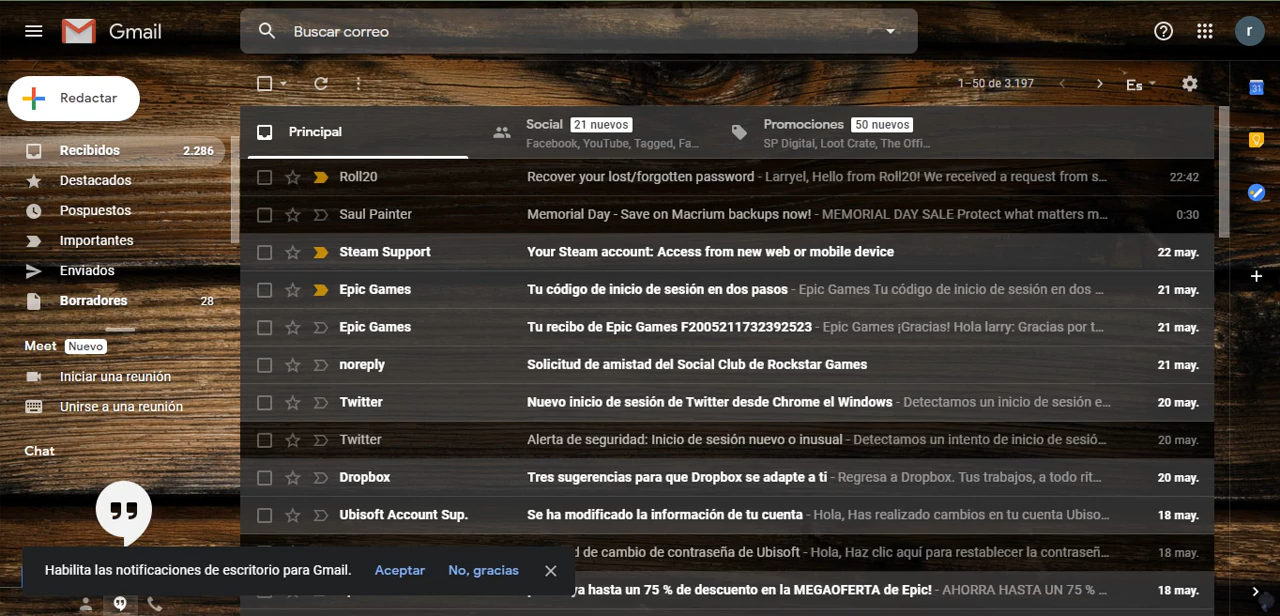 Gmail
Buscar correo
r
Redactar
1–50 de 3.197
Es
31
Principal
Social 21 nuevos
Facebook, YouTube, Tagged, Fa…
Promociones 50 nuevos
SP Digital, Loot Crate, The Offi…
Recibidos 2.286
Destacados
Pospuestos
Importantes
Enviados
Borradores 28
Meet Nuevo
Iniciar una reunión
Unirse a una reunión
Chat
Roll20 Recover your lost/forgotten password - Larryel, Hello from Roll20! We received a request from s… 22:42
Saul Painter Memorial Day - Save on Macrium backups now! - MEMORIAL DAY SALE Protect what matters m… 0:30
Steam Support Your Steam account: Access from new web or mobile device 22 may.
Epic Games Tu código de inicio de sesión en dos pasos - Epic Games Tu código de inicio de sesión en dos … 21 may.
Epic Games Tu recibo de Epic Games F2005211732392523 - Epic Games ¡Gracias! Hola larry: Gracias por t… 21 may.
noreply Solicitud de amistad del Social Club de Rockstar Games 21 may.
Twitter Nuevo inicio de sesión de Twitter desde Chrome el Windows - Detectamos un inicio de sesión e… 20 may.
Twitter Alerta de seguridad: Inicio de sesión nuevo o inusual - Detectamos un intento de inicio de sesió… 20 may.
Dropbox Tres sugerencias para que Dropbox se adapte a ti - Regresa a Dropbox. Tus trabajos, a todo rit… 20 may.
Ubisoft Account Sup. Se ha modificado la información de tu cuenta - Hola, Has realizado cambios en tu cuenta Ubiso… 18 may.
d de cambio de contraseña de Ubisoft - Hola, Haz clic aquí para restablecer la contraseñ… 18 may.
ya hasta un 75 % de descuento en la MEGAOFERTA de Epic! - AHORRA HASTA UN 75 % … 18 may.
Habilita las notificaciones de escritorio para Gmail. Aceptar No, gracias